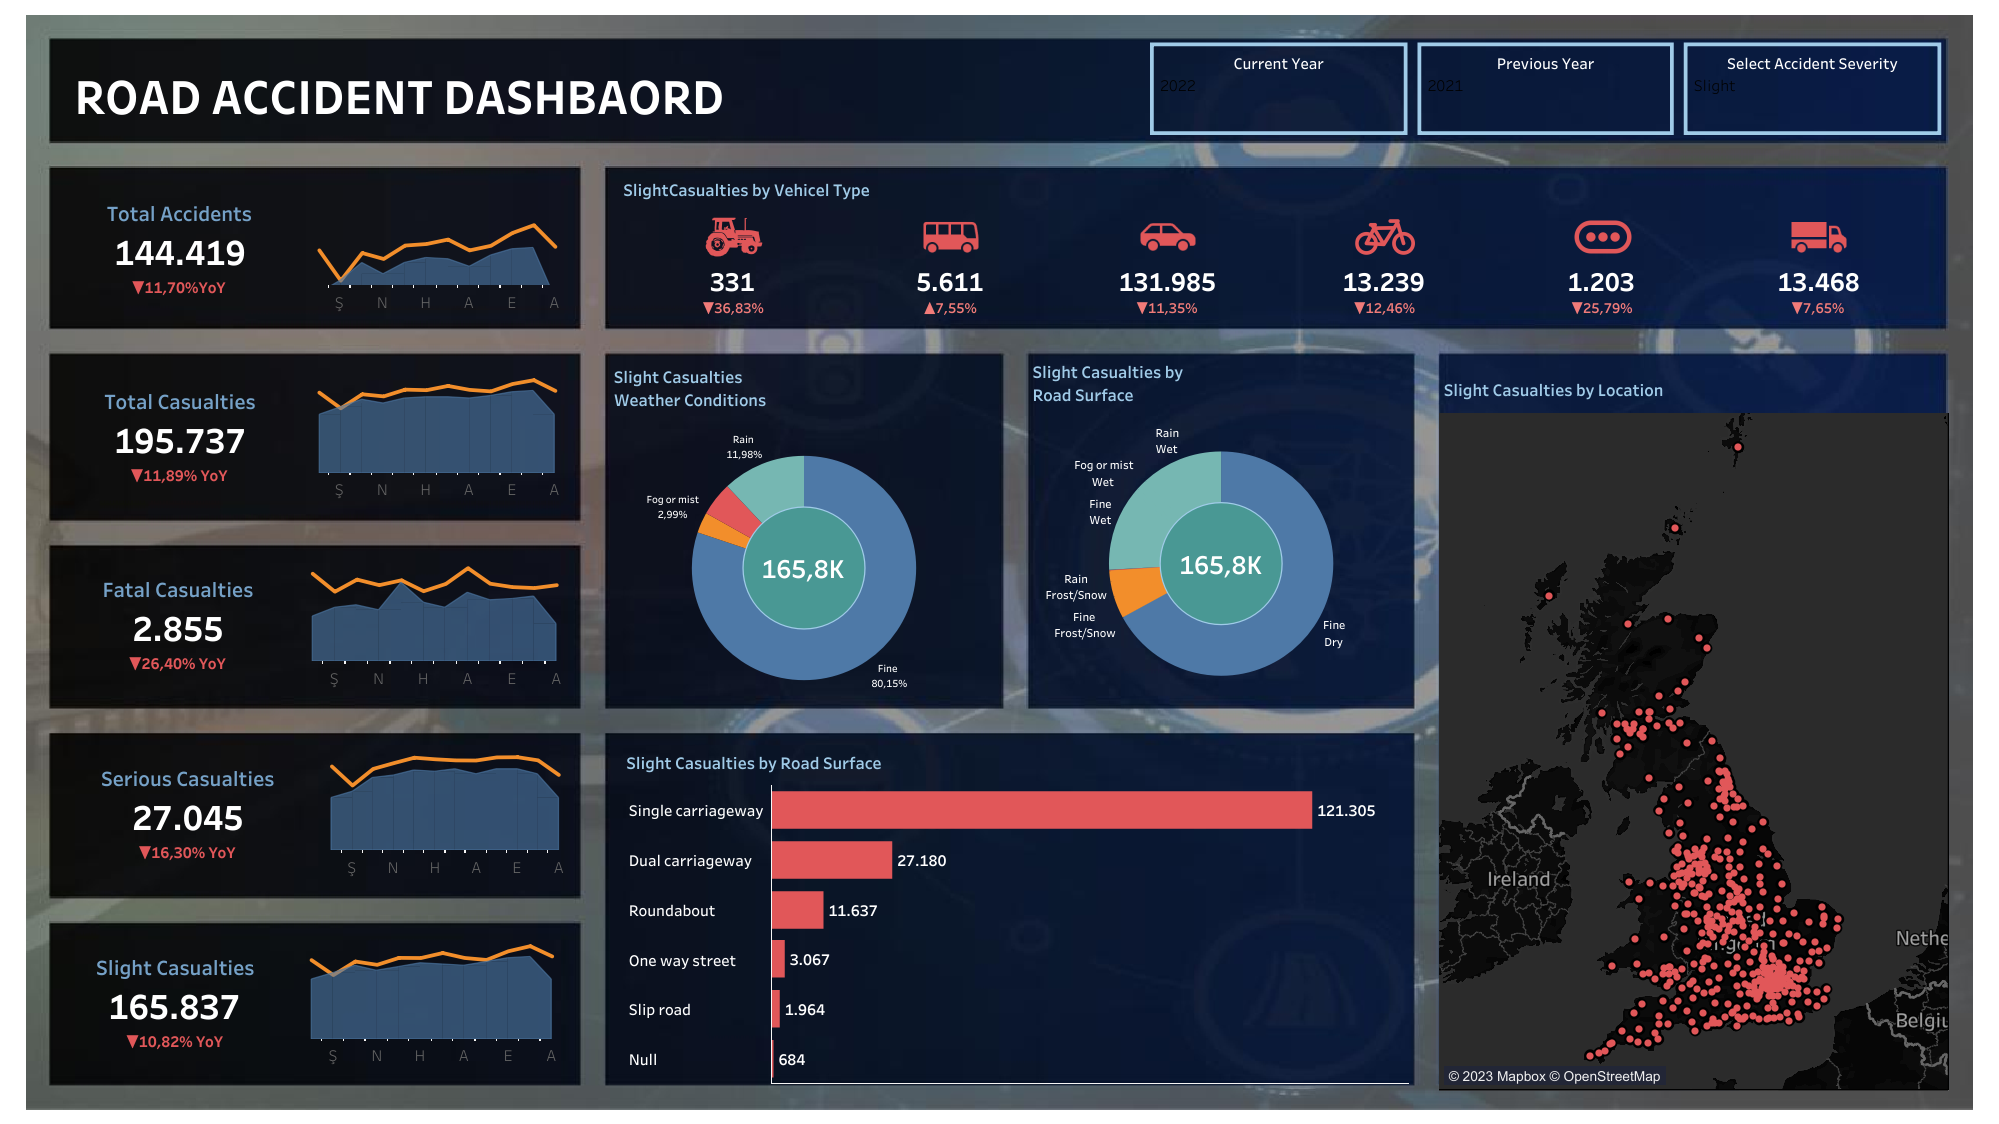 ROAD ACCIDENT DASHBAORD
Current Year
2022
Previous Year
2021
Select Accident Severity
Slight
Total Accidents
144.419
▼11,70%YoY
Ş N H A E A
SlightCasualties by Vehicel Type
331
▼36,83%
5.611
▲7,55%
131.985
▼11,35%
13.239
▼12,46%
1.203
▼25,79%
13.468
▼7,65%
Total Casualties
195.737
▼11,89% YoY
Ş N H A E A
Fatal Casualties
2.855
▼26,40% YoY
Ş N H A E A
Serious Casualties
27.045
▼16,30% YoY
Ş N H A E A
Slight Casualties
165.837
▼10,82% YoY
Ş N H A E A
Slight Casualties
Weather Conditions
Rain
11,98%
Fog or mist
2,99%
165,8K
Fine
80,15%
Slight Casualties by
Road Surface
Rain
Wet
Fog or mist
Wet
Fine
Wet
165,8K
Rain
Frost/Snow
Fine
Frost/Snow
Fine
Dry
Slight Casualties by Road Surface
Single carriageway 121.305
Dual carriageway 27.180
Roundabout 11.637
One way street 3.067
Slip road 1.964
Null 684
Slight Casualties by Location
Ireland
Nethe
Belgiu
© 2023 Mapbox © OpenStreetMap